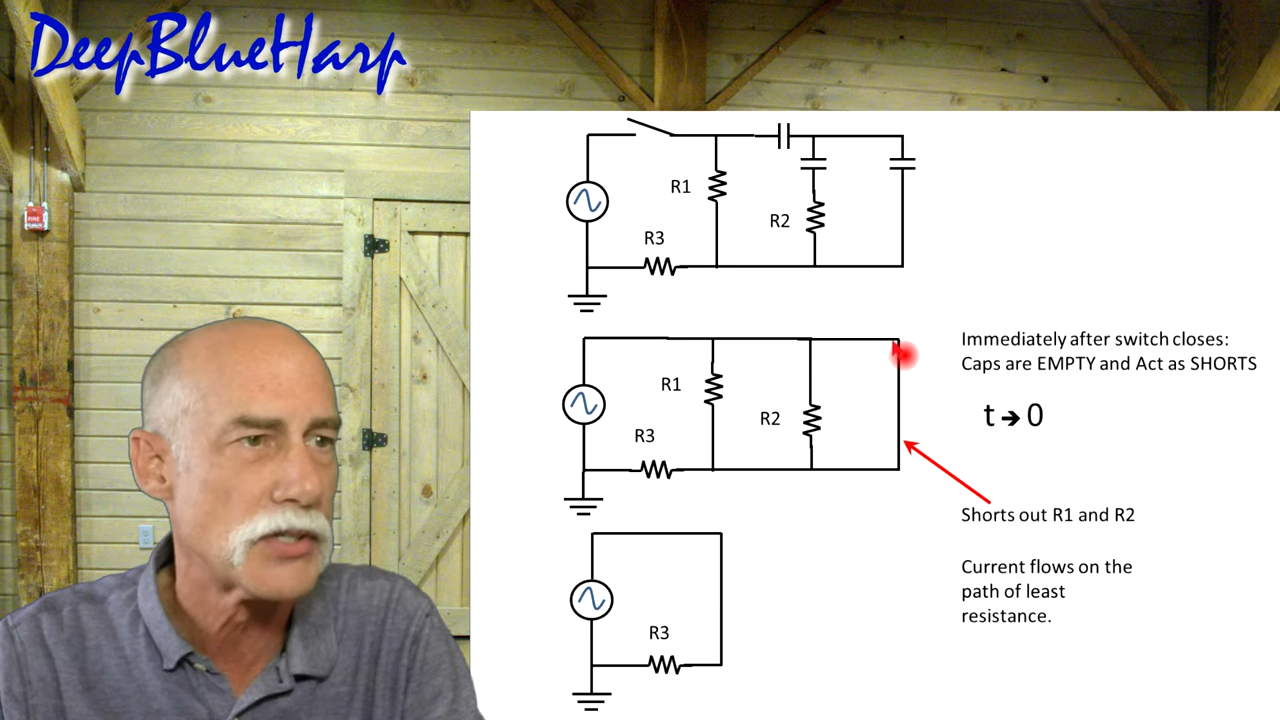 DeepBlueHarp
R1
R2
R3
Immediately after switch closes:
Caps are EMPTY and Act as SHORTS
t → 0
R1
R2
R3
Shorts out R1 and R2
Current flows on the
path of least
resistance.
R3